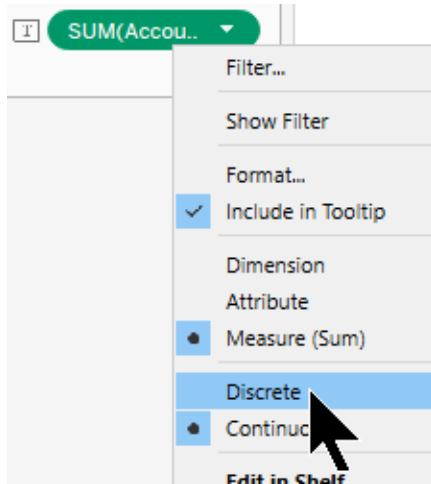 T SUM(Accou..
Filter...
Show Filter
Format...
Include in Tooltip
Dimension
Attribute
Measure (Sum)
Discrete
Edit in Shelf